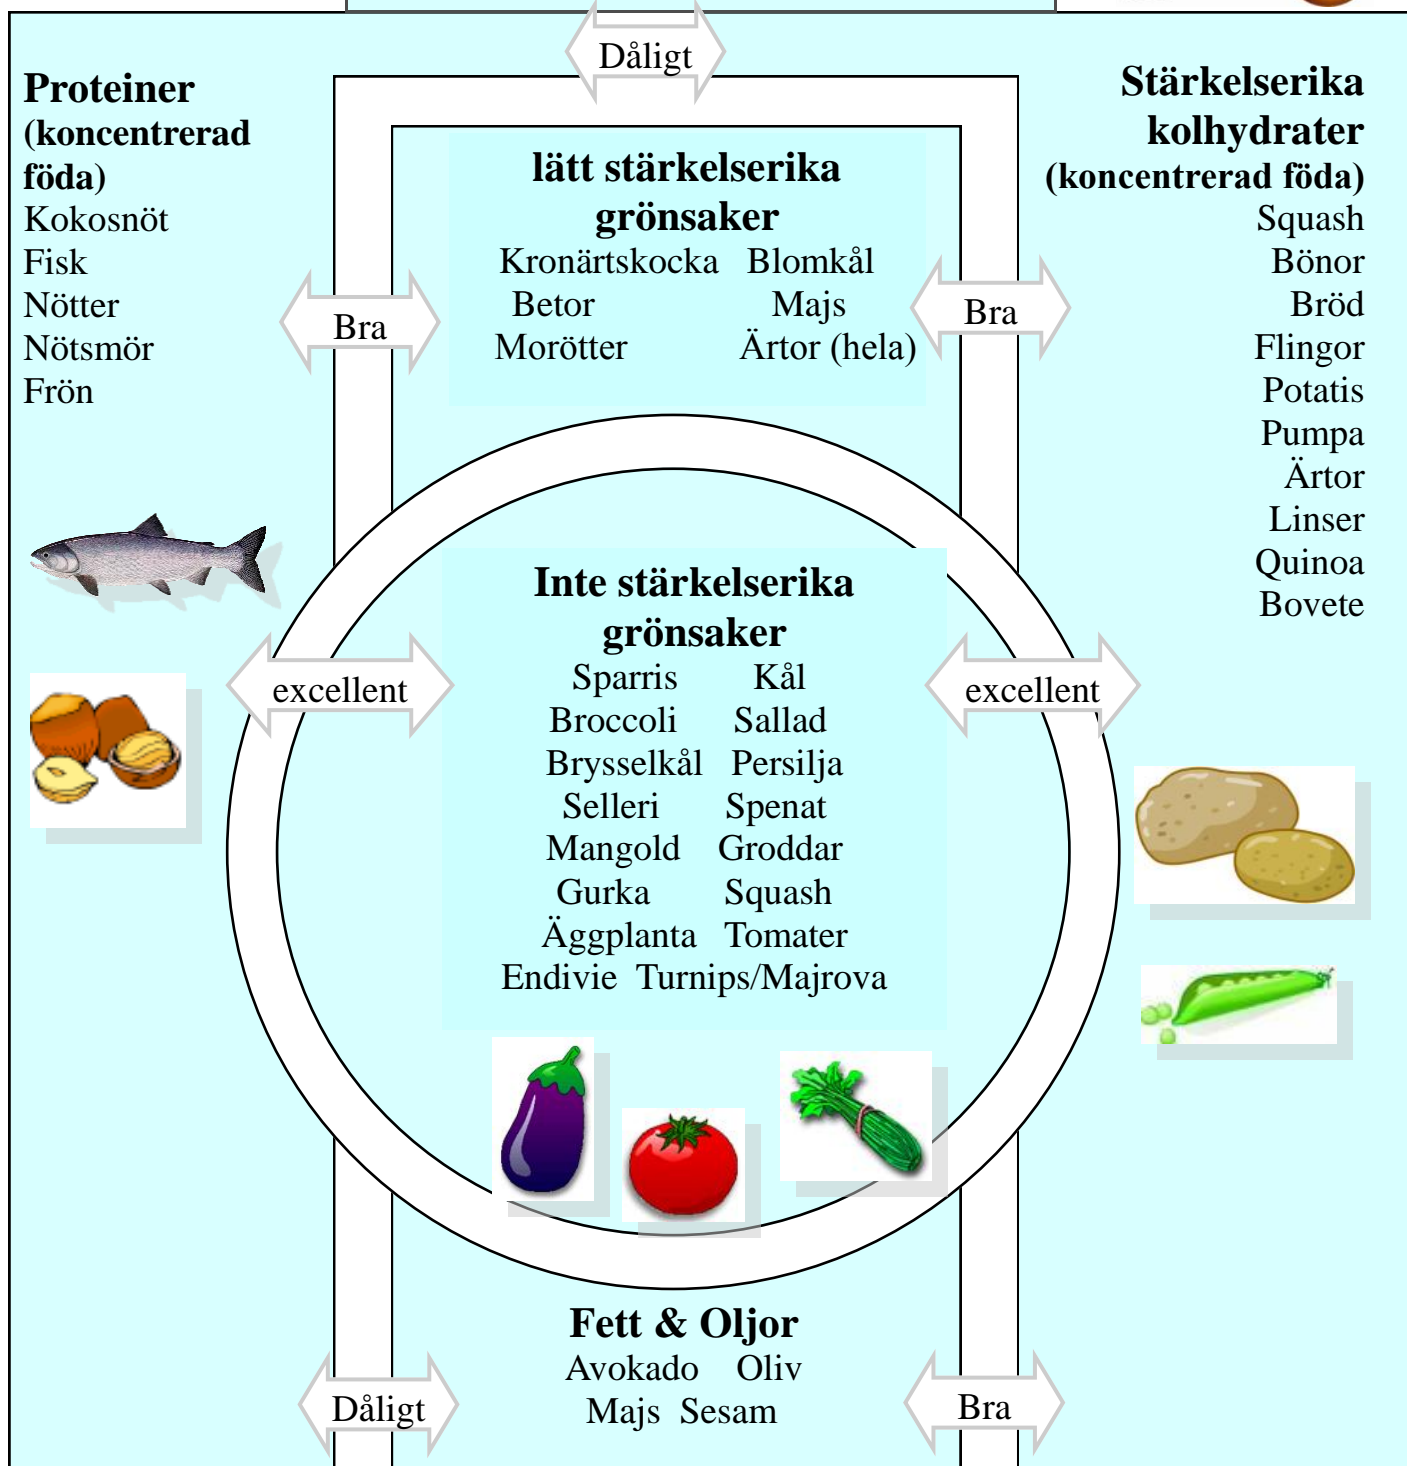 Dåligt
Proteiner
(koncentrerad
föda)
Kokosnöt
Fisk
Nötter
Nötsmör
Frön
Bra
lätt stärkelserika
grönsaker
Kronärtskocka Blomkål
Betor Majs
Morötter Ärtor (hela)
Bra
Stärkelserika
kolhydrater
(koncentrerad föda)
Squash
Bönor
Bröd
Flingor
Potatis
Pumpa
Ärtor
Linser
Quinoa
Bovete
excellent
Inte stärkelserika
grönsaker
Sparris Kål
Broccoli Sallad
Brysselkål Persilja
Selleri Spenat
Mangold Groddar
Gurka Squash
Äggplanta Tomater
Endivie Turnips/Majrova
excellent
Fett & Oljor
Avokado Oliv
Majs Sesam
Dåligt
Bra